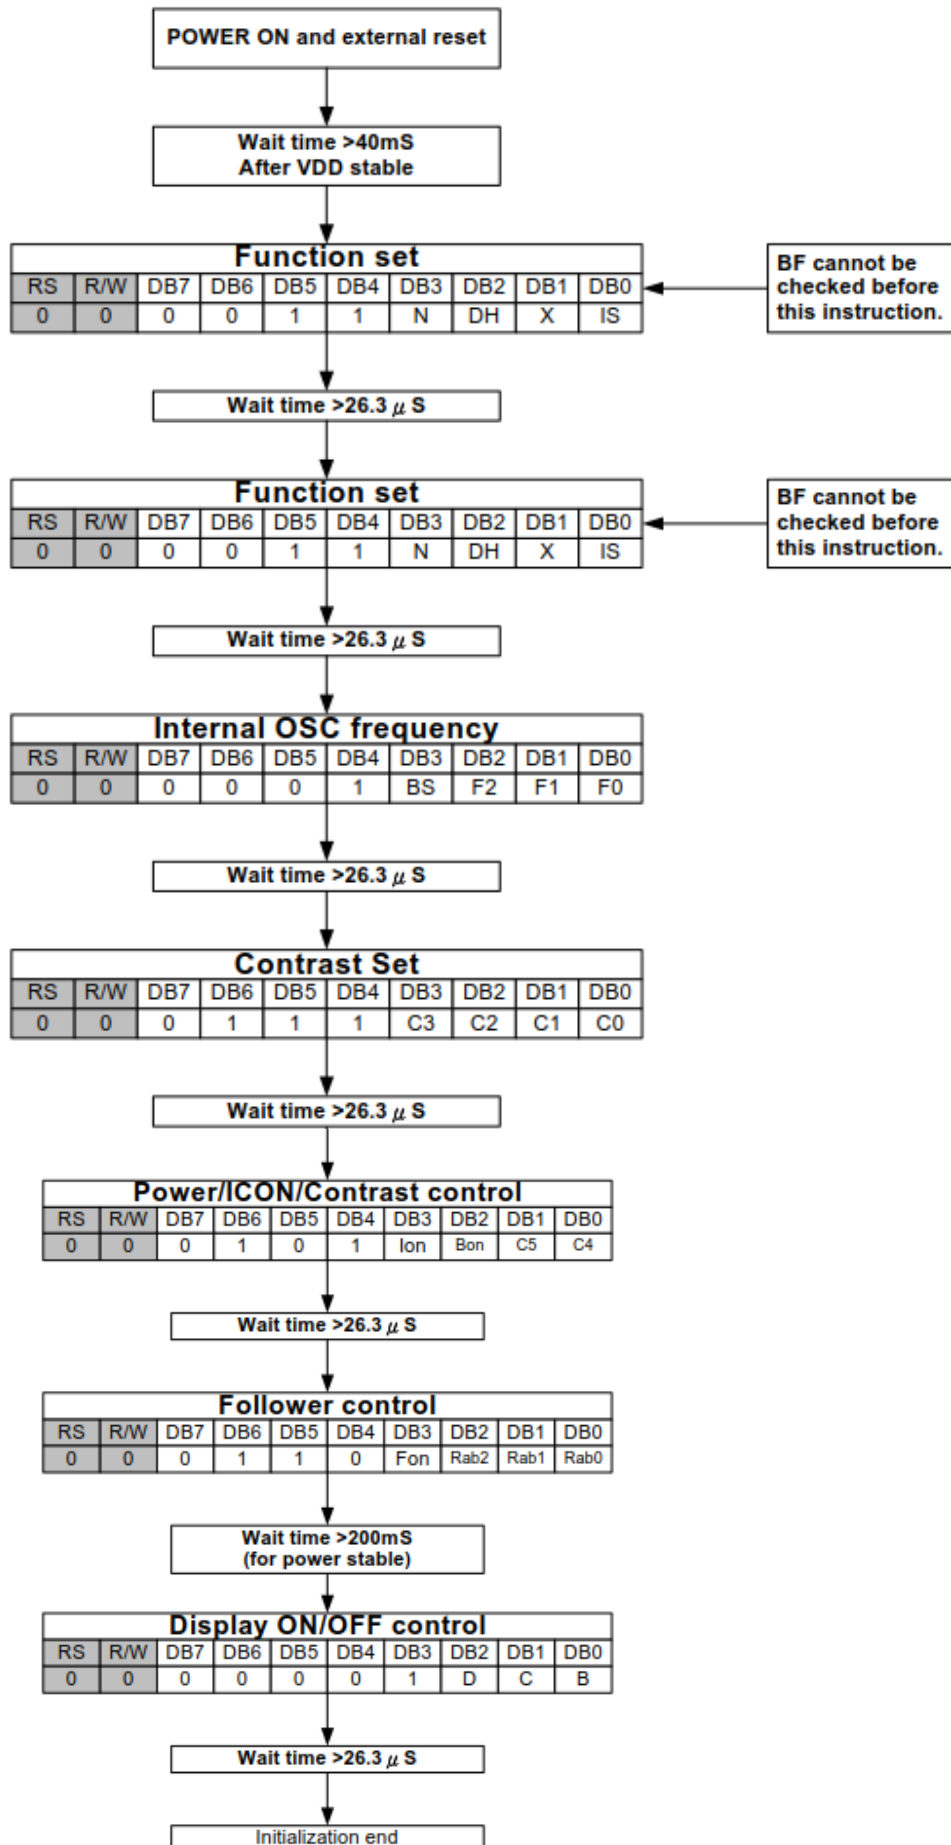 POWER ON and external reset
Wait time >40mS
After VDD stable
Function set
RS R/W DB7 DB6 DB5 DB4 DB3 DB2 DB1 DB0
0 0 0 0 1 1 N DH X IS
BF cannot be
checked before
this instruction.
Wait time >26.3 μS
Function set
RS R/W DB7 DB6 DB5 DB4 DB3 DB2 DB1 DB0
0 0 0 0 1 1 N DH X IS
BF cannot be
checked before
this instruction.
Wait time >26.3 μS
Internal OSC frequency
RS R/W DB7 DB6 DB5 DB4 DB3 DB2 DB1 DB0
0 0 0 0 0 1 BS F2 F1 F0
Wait time >26.3 μS
Contrast Set
RS R/W DB7 DB6 DB5 DB4 DB3 DB2 DB1 DB0
0 0 0 1 1 1 C3 C2 C1 C0
Wait time >26.3 μS
Power/ICON/Contrast control
RS R/W DB7 DB6 DB5 DB4 DB3 DB2 DB1 DB0
0 0 0 1 0 1 Ion Bon C5 C4
Wait time >26.3 μS
Follower control
RS R/W DB7 DB6 DB5 DB4 DB3 DB2 DB1 DB0
0 0 0 1 1 0 Fon Rab2 Rab1 Rab0
Wait time >200mS
(for power stable)
Display ON/OFF control
RS R/W DB7 DB6 DB5 DB4 DB3 DB2 DB1 DB0
0 0 0 0 0 0 1 D C B
Wait time >26.3 μS
Initialization end